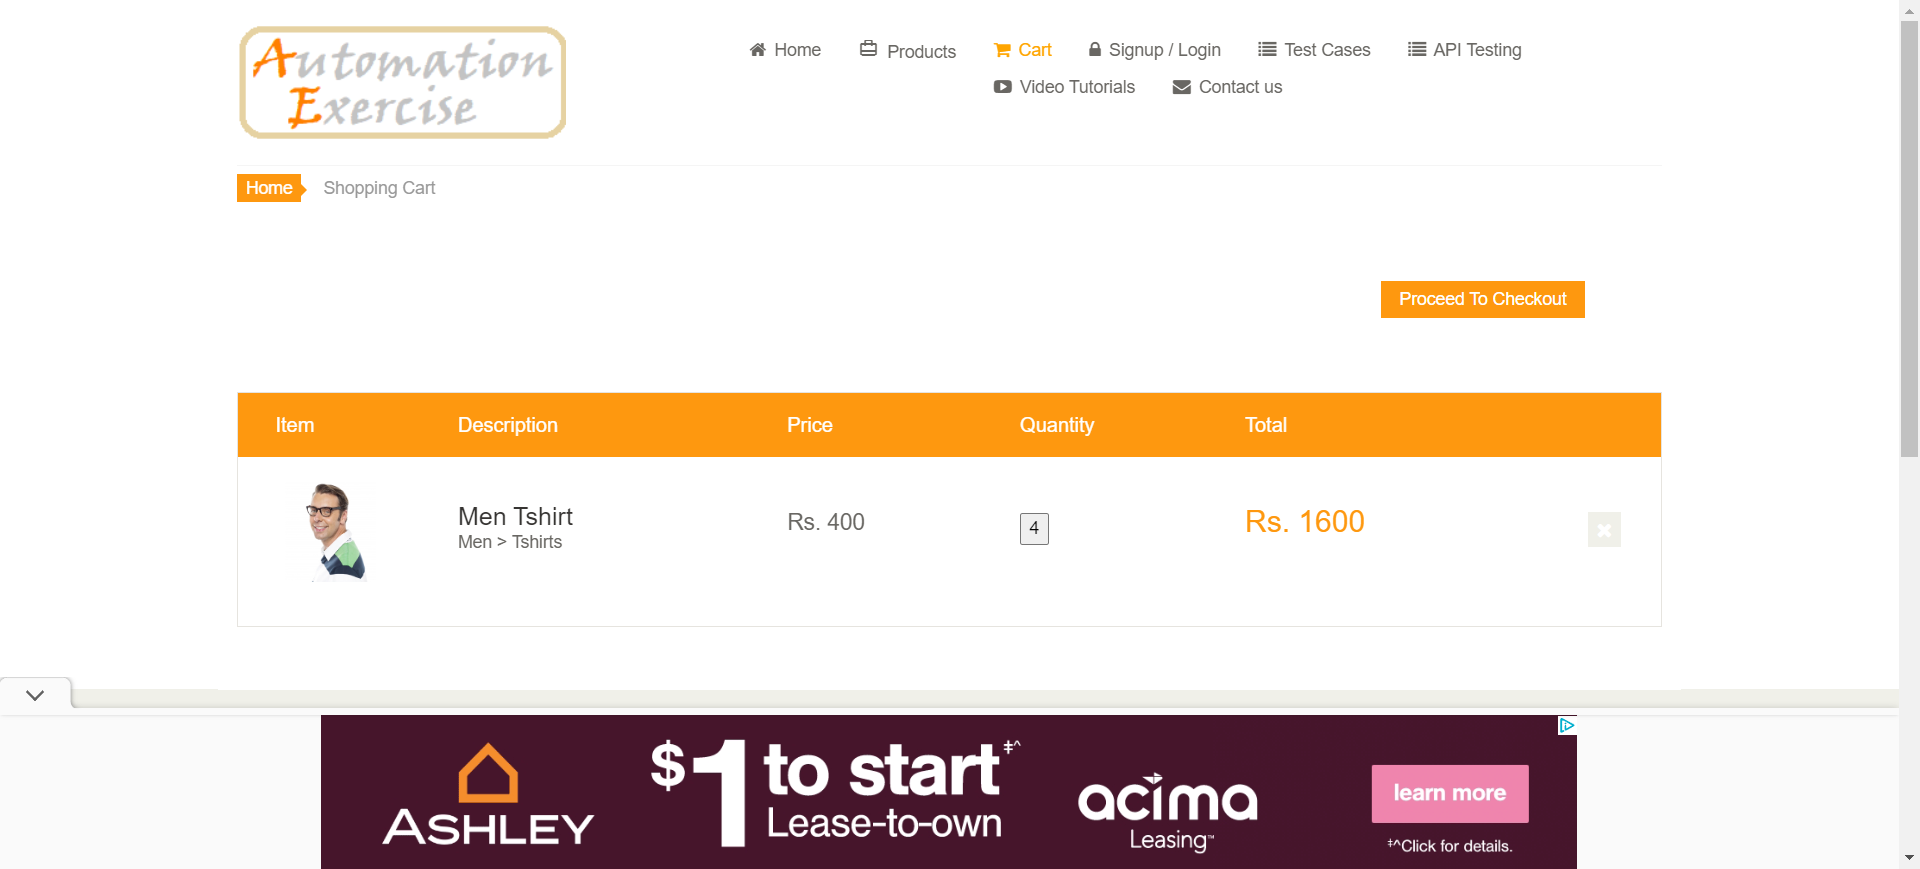 Automation
Exercise
Home
Products
Cart
Signup / Login
Test Cases
API Testing
Video Tutorials
Contact us
Home
Shopping Cart
Proceed To Checkout
Item
Description
Price
Quantity
Total
Men Tshirt
Men > Tshirts
Rs. 400
4
Rs. 1600
ASHLEY
$1 to start‡^
Lease-to-own
acima
Leasing™
learn more
‡^Click for details.